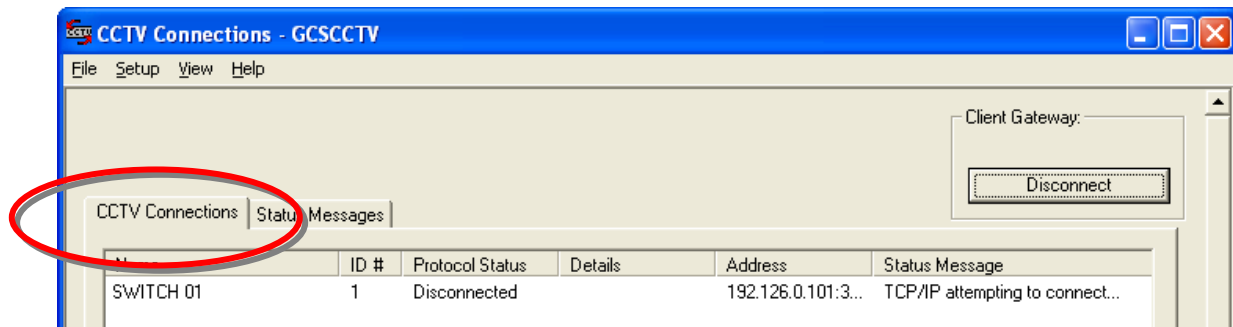 CCTV Connections - GCSCCTV
File Setup View Help
Client Gateway:
Disconnect
CCTV Connections Status Messages
Name ID # Protocol Status Details Address Status Message
SWITCH 01 1 Disconnected 192.126.0.101:3... TCP/IP attempting to connect...